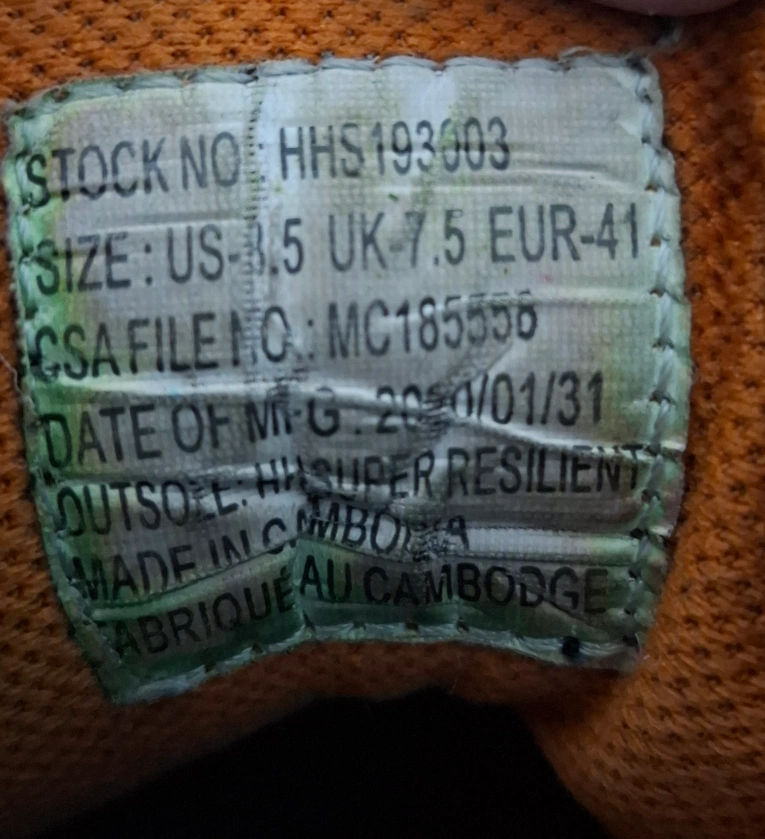 STOCK NO : HHS193003
SIZE : US-8.5 UK-7.5 EUR-41
CSA FILE NO. : MC185556
DATE OF MFG : 2020/01/31
OUTSOLE: HH SUPER RESILIENT
MADE IN CAMBODIA
FABRIQUÉ AU CAMBODGE